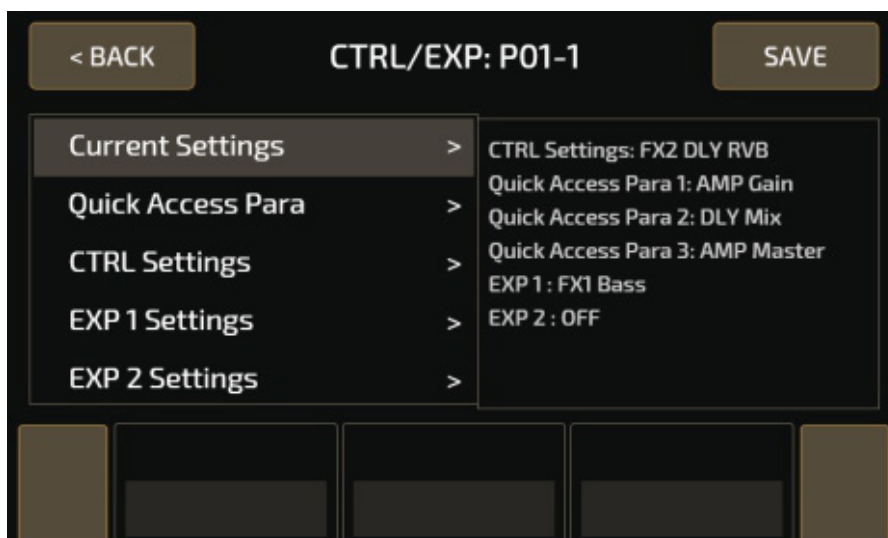 < BACK
CTRL/EXP: P01-1
SAVE
Current Settings >
Quick Access Para >
CTRL Settings >
EXP 1 Settings >
EXP 2 Settings >
CTRL Settings: FX2 DLY RVB
Quick Access Para 1: AMP Gain
Quick Access Para 2: DLY Mix
Quick Access Para 3: AMP Master
EXP 1 : FX1 Bass
EXP 2 : OFF